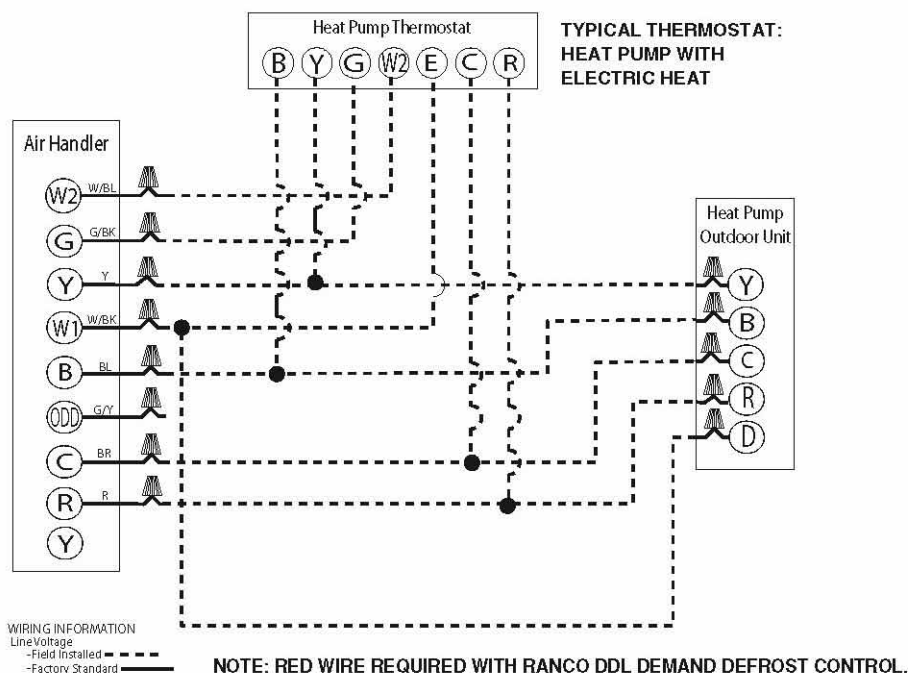 Heat Pump Thermostat
B Y G W2 E C R
TYPICAL THERMOSTAT:
HEAT PUMP WITH
ELECTRIC HEAT
Air Handler
W2 W/BL
G G/BK
Y Y
W1 W/BK
B BL
ODD G/Y
C BR
R R
Y
Heat Pump
Outdoor Unit
Y
B
C
R
D
WIRING INFORMATION
Line Voltage
-Field Installed
-Factory Standard
NOTE: RED WIRE REQUIRED WITH RANCO DDL DEMAND DEFROST CONTROL.